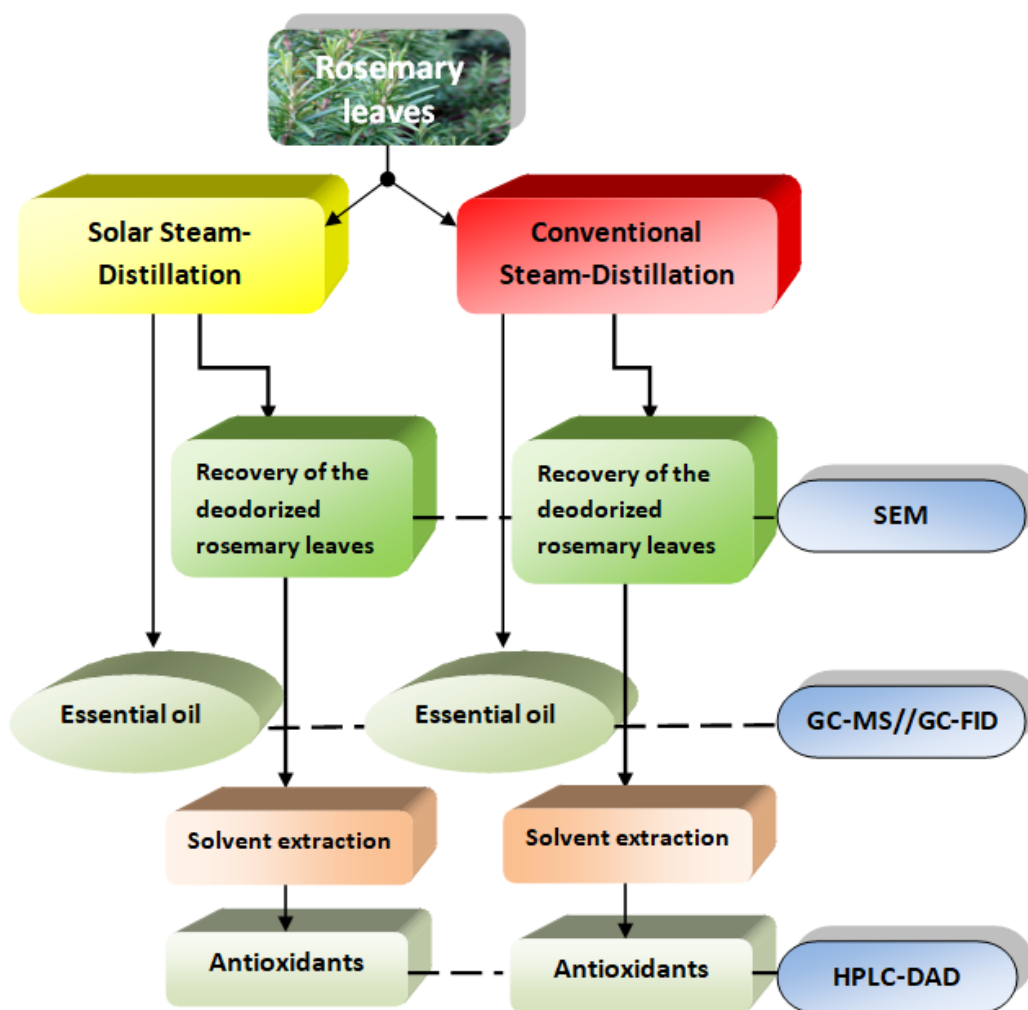 Rosemary
leaves
Solar Steam-
Distillation
Conventional
Steam-Distillation
Recovery of the
deodorized
rosemary leaves
Recovery of the
deodorized
rosemary leaves
SEM
Essential oil
Essential oil
GC-MS//GC-FID
Solvent extraction
Solvent extraction
Antioxidants
Antioxidants
HPLC-DAD